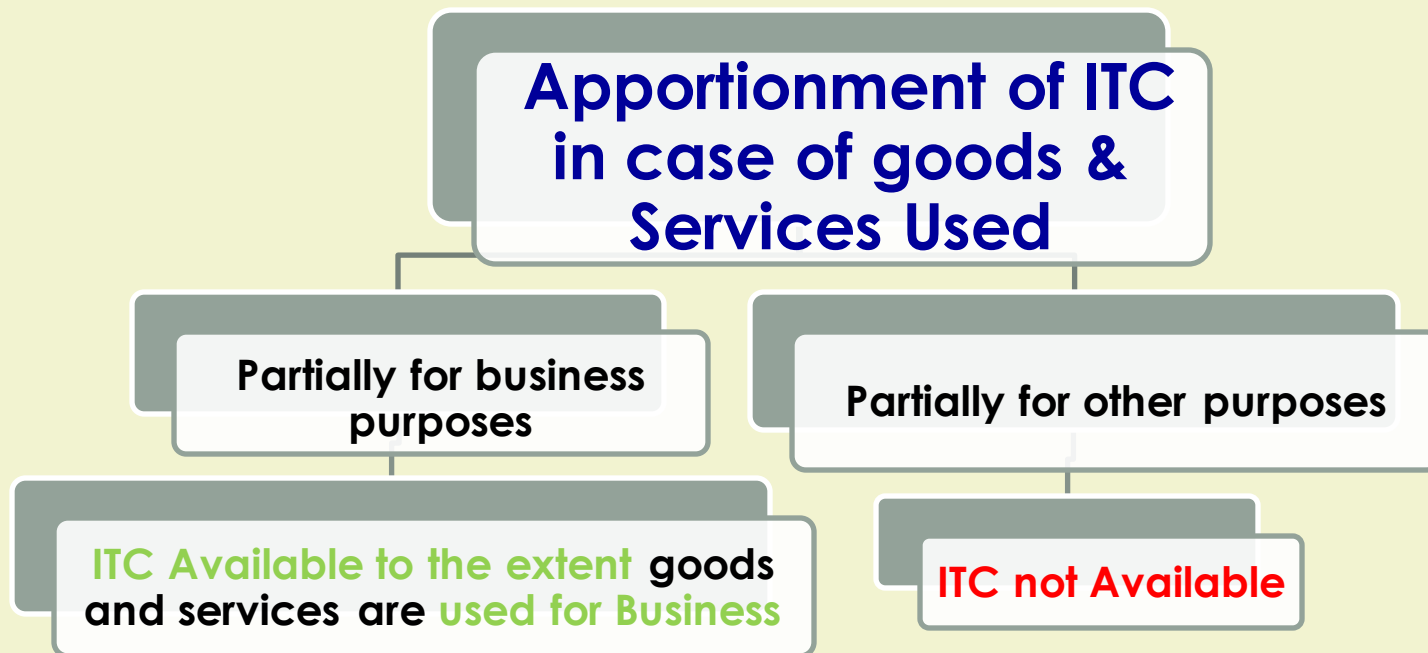 Apportionment of ITC
in case of goods &
Services Used
Partially for business
purposes
Partially for other purposes
ITC Available to the extent goods
and services are used for Business
ITC not Available